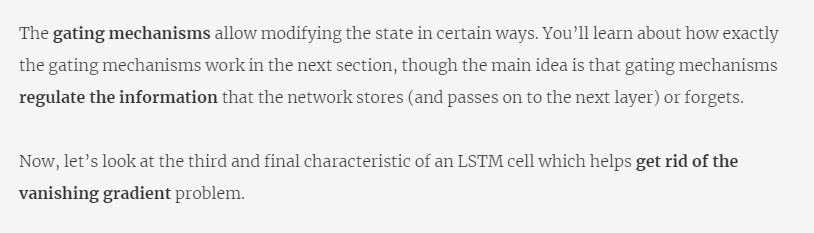 The gating mechanisms allow modifying the state in certain ways. You’ll learn about how exactly
the gating mechanisms work in the next section, though the main idea is that gating mechanisms
regulate the information that the network stores (and passes on to the next layer) or forgets.
Now, let’s look at the third and final characteristic of an LSTM cell which helps get rid of the
vanishing gradient problem.